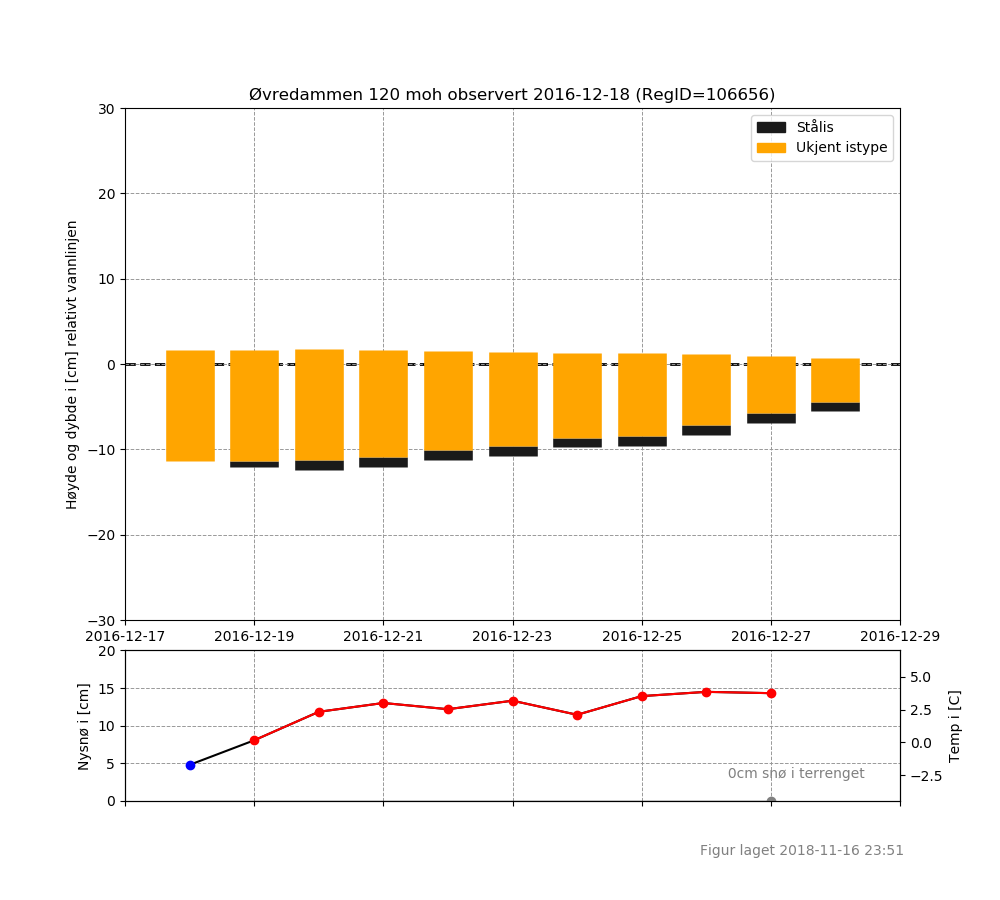 Øvredammen 120 moh observert 2016-12-18 (RegID=106656)
Stålis
Ukjent istype
Høyde og dybde i [cm] relativt vannlinjen
30
20
10
0
−10
−20
−30
2016-12-17 2016-12-19 2016-12-21 2016-12-23 2016-12-25 2016-12-27 2016-12-29
Nysnø i [cm]
20
15
10
5
0
5.0
2.5
0.0
−2.5
Temp i [C]
0cm snø i terrenget
Figur laget 2018-11-16 23:51